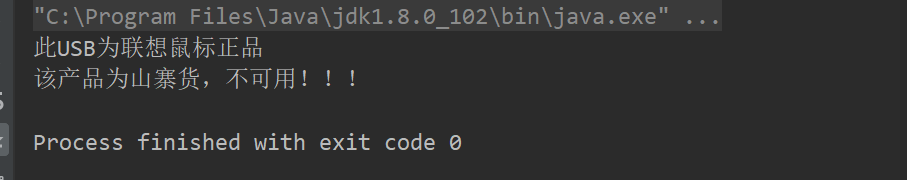 "C:\Program Files\Java\jdk1.8.0_102\bin\java.exe" ...
此USB为联想鼠标正品
该产品为山寨货，不可用！！！
Process finished with exit code 0